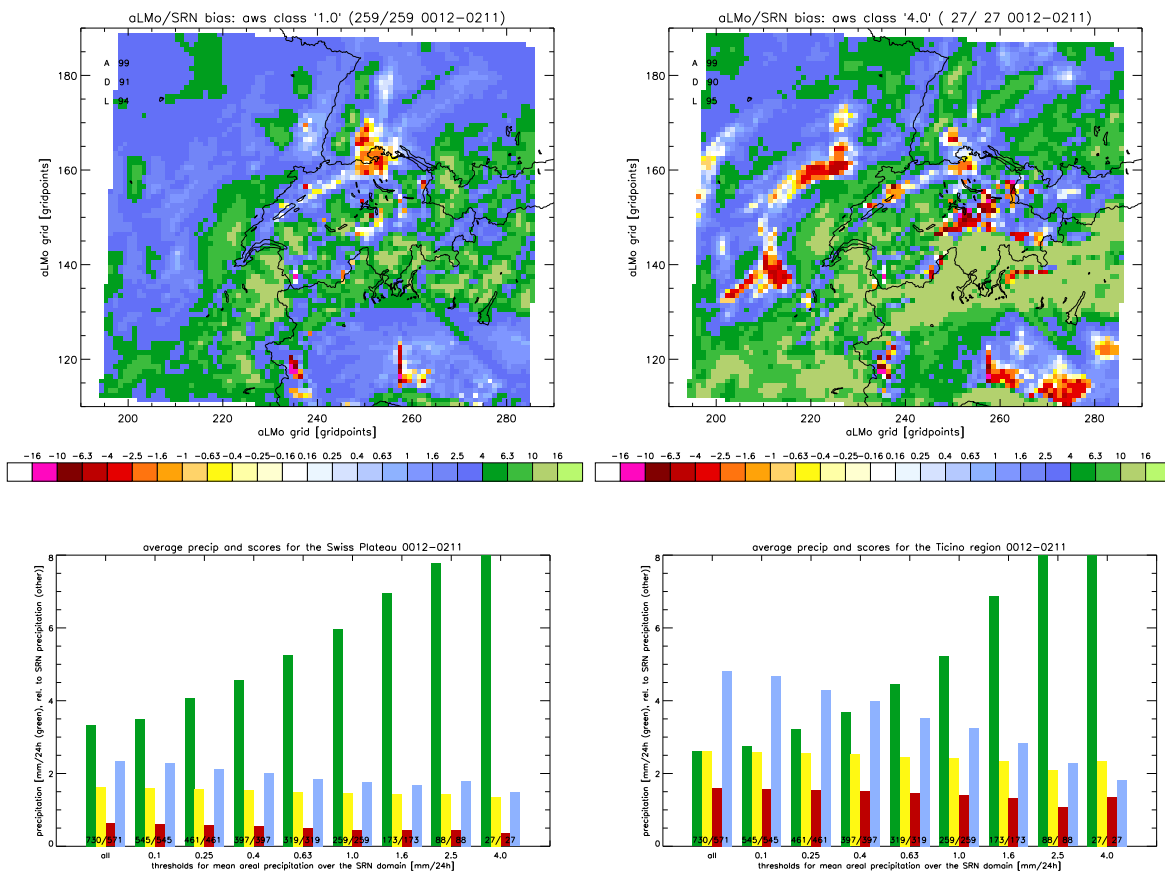 aLMo/SRN bias: aws class '1.0' (259/259 0012-0211)
A 99
D 91
L 94
180
160
140
120
aLMo grid [gridpoints]
200 220 240 260 280
aLMo grid [gridpoints]
-16 -10 -6.3 -4 -2.5 -1.6 -1 -0.63 -0.4 -0.25 -0.16 0.16 0.25 0.4 0.63 1 1.6 2.5 4 6.3 10 16
aLMo/SRN bias: aws class '4.0' ( 27/ 27 0012-0211)
A 99
D 90
L 95
180
160
140
120
aLMo grid [gridpoints]
200 220 240 260 280
aLMo grid [gridpoints]
-16 -10 -6.3 -4 -2.5 -1.6 -1 -0.63 -0.4 -0.25 -0.16 0.16 0.25 0.4 0.63 1 1.6 2.5 4 6.3 10 16
average precip and scores for the Swiss Plateau 0012-0211
precipitation [mm/24h (green), rel. to SRN precipitation (other)]
8
6
4
2
0
730/571 545/545 461/461 397/397 319/319 259/259 173/173 88/ 88 27/ 27
all 0.1 0.25 0.4 0.63 1.0 1.6 2.5 4.0
thresholds for mean areal precipitation over the SRN domain [mm/24h]
average precip and scores for the Ticino region 0012-0211
precipitation [mm/24h (green), rel. to SRN precipitation (other)]
8
6
4
2
0
730/571 545/545 461/461 397/397 319/319 259/259 173/173 88/ 88 27/ 27
all 0.1 0.25 0.4 0.63 1.0 1.6 2.5 4.0
thresholds for mean areal precipitation over the SRN domain [mm/24h]